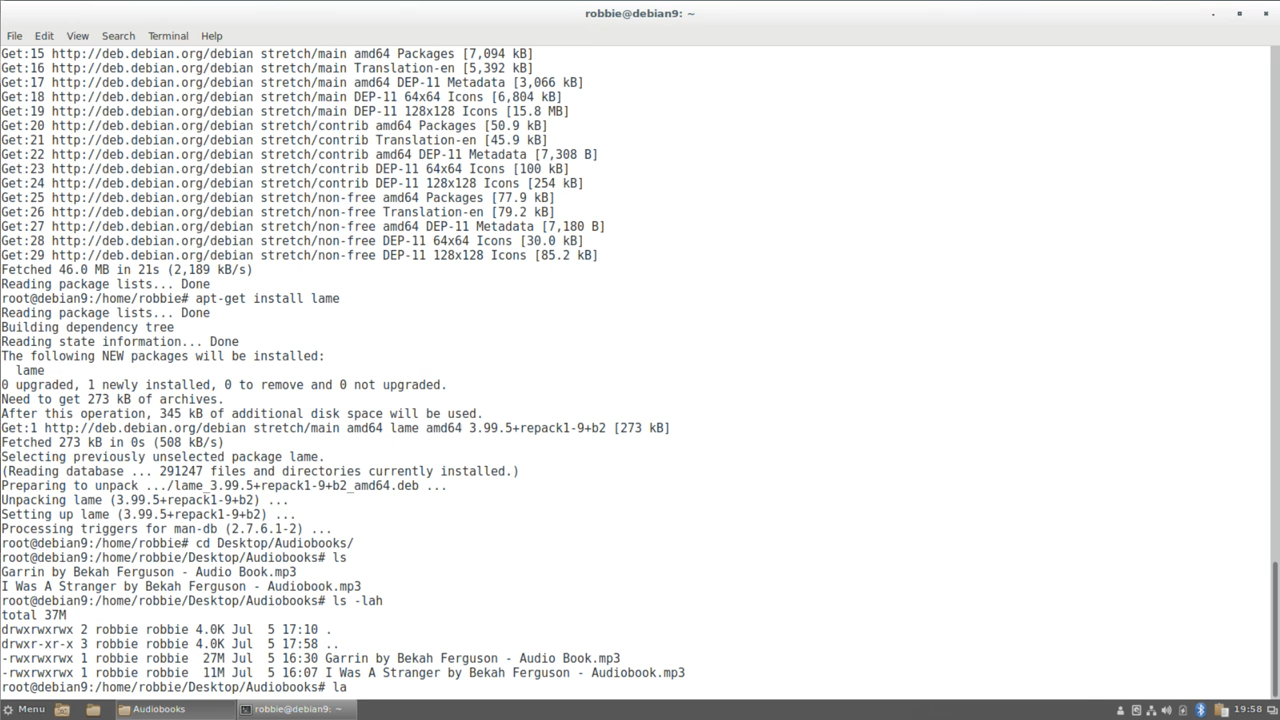 robbie@debian9: ~
File Edit View Search Terminal Help
Get:15 http://deb.debian.org/debian stretch/main amd64 Packages [7,094 kB]
Get:16 http://deb.debian.org/debian stretch/main Translation-en [5,392 kB]
Get:17 http://deb.debian.org/debian stretch/main amd64 DEP-11 Metadata [3,066 kB]
Get:18 http://deb.debian.org/debian stretch/main DEP-11 64x64 Icons [6,804 kB]
Get:19 http://deb.debian.org/debian stretch/main DEP-11 128x128 Icons [15.8 MB]
Get:20 http://deb.debian.org/debian stretch/contrib amd64 Packages [50.9 kB]
Get:21 http://deb.debian.org/debian stretch/contrib Translation-en [45.9 kB]
Get:22 http://deb.debian.org/debian stretch/contrib amd64 DEP-11 Metadata [7,308 B]
Get:23 http://deb.debian.org/debian stretch/contrib DEP-11 64x64 Icons [100 kB]
Get:24 http://deb.debian.org/debian stretch/contrib DEP-11 128x128 Icons [254 kB]
Get:25 http://deb.debian.org/debian stretch/non-free amd64 Packages [77.9 kB]
Get:26 http://deb.debian.org/debian stretch/non-free Translation-en [79.2 kB]
Get:27 http://deb.debian.org/debian stretch/non-free amd64 DEP-11 Metadata [7,180 B]
Get:28 http://deb.debian.org/debian stretch/non-free DEP-11 64x64 Icons [30.0 kB]
Get:29 http://deb.debian.org/debian stretch/non-free DEP-11 128x128 Icons [85.2 kB]
Fetched 46.0 MB in 21s (2,189 kB/s)
Reading package lists... Done
root@debian9:/home/robbie# apt-get install lame
Reading package lists... Done
Building dependency tree
Reading state information... Done
The following NEW packages will be installed:
  lame
0 upgraded, 1 newly installed, 0 to remove and 0 not upgraded.
Need to get 273 kB of archives.
After this operation, 345 kB of additional disk space will be used.
Get:1 http://deb.debian.org/debian stretch/main amd64 lame amd64 3.99.5+repack1-9+b2 [273 kB]
Fetched 273 kB in 0s (508 kB/s)
Selecting previously unselected package lame.
(Reading database ... 291247 files and directories currently installed.)
Preparing to unpack .../lame_3.99.5+repack1-9+b2_amd64.deb ...
Unpacking lame (3.99.5+repack1-9+b2) ...
Setting up lame (3.99.5+repack1-9+b2) ...
Processing triggers for man-db (2.7.6.1-2) ...
root@debian9:/home/robbie# cd Desktop/Audiobooks/
root@debian9:/home/robbie/Desktop/Audiobooks# ls
Garrin by Bekah Ferguson - Audio Book.mp3
I Was A Stranger by Bekah Ferguson - Audiobook.mp3
root@debian9:/home/robbie/Desktop/Audiobooks# ls -lah
total 37M
drwxrwxrwx 2 robbie robbie 4.0K Jul  5 17:10 .
drwxr-xr-x 3 robbie robbie 4.0K Jul  5 17:58 ..
-rwxrwxrwx 1 robbie robbie  27M Jul  5 16:30 Garrin by Bekah Ferguson - Audio Book.mp3
-rwxrwxrwx 1 robbie robbie  11M Jul  5 16:07 I Was A Stranger by Bekah Ferguson - Audiobook.mp3
root@debian9:/home/robbie/Desktop/Audiobooks# la
Menu Audiobooks robbie@debian9: ~ 19:58